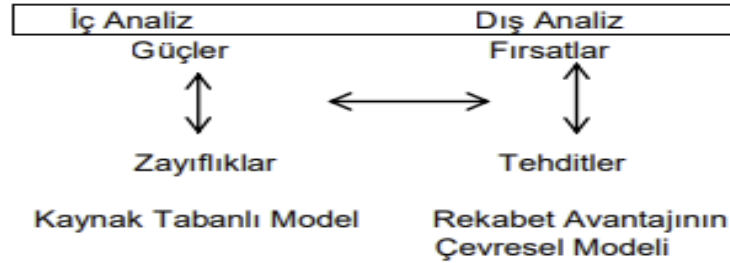 İç Analiz Dış Analiz
Güçler Fırsatlar
Zayıflıklar Tehditler
Kaynak Tabanlı Model Rekabet Avantajının
Çevresel Modeli